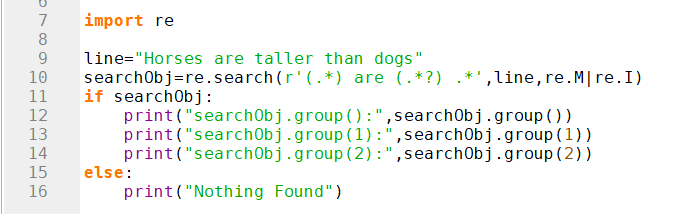 6
7 import re
8
9 line="Horses are taller than dogs"
10 searchObj=re.search(r'(.*) are (.*?) .*',line,re.M|re.I)
11 if searchObj:
12     print("searchObj.group():",searchObj.group())
13     print("searchObj.group(1):",searchObj.group(1))
14     print("searchObj.group(2):",searchObj.group(2))
15 else:
16     print("Nothing Found")